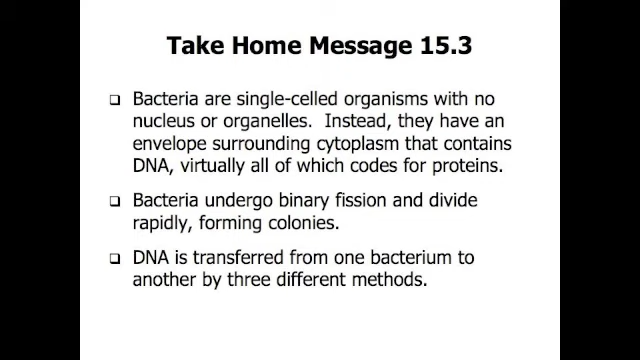 Take Home Message 15.3
❑ Bacteria are single-celled organisms with no
nucleus or organelles.  Instead, they have an
envelope surrounding cytoplasm that contains
DNA, virtually all of which codes for proteins.
❑ Bacteria undergo binary fission and divide
rapidly, forming colonies.
❑ DNA is transferred from one bacterium to
another by three different methods.